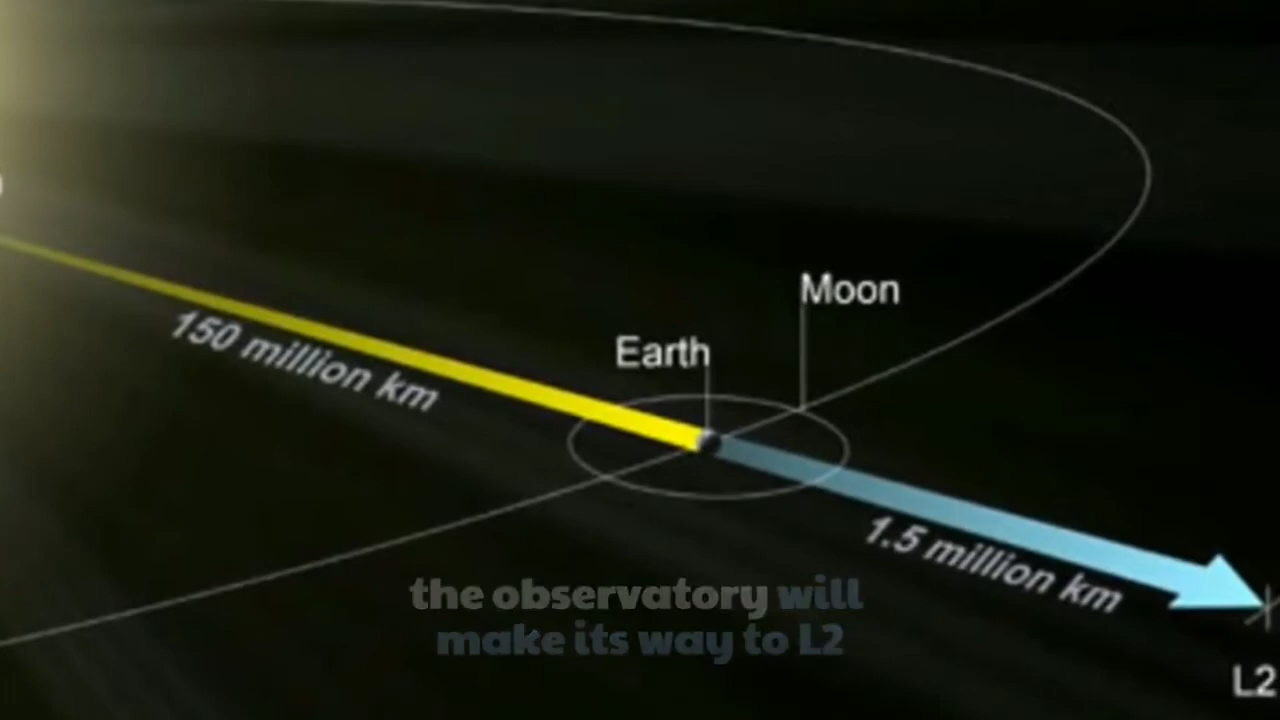 Moon
Earth
150 million km
1.5 million km
the observatory will
make its way to L2
L2